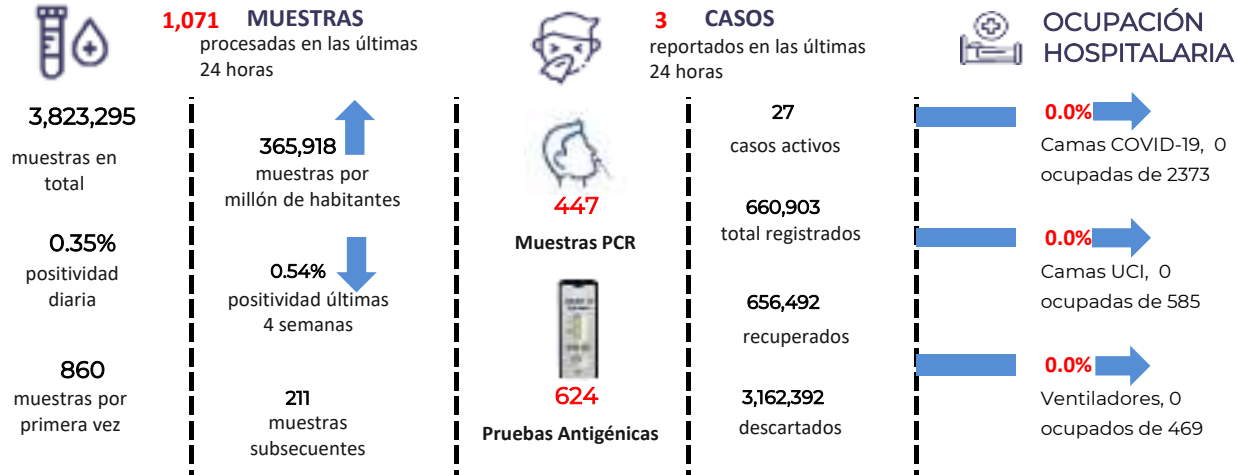 1,071 MUESTRAS
procesadas en las últimas
24 horas
3,823,295
muestras en
total
0.35%
positividad
diaria
860
muestras por
primera vez
365,918
muestras por
millón de habitantes
0.54%
positividad últimas
4 semanas
211
muestras
subsecuentes
3 CASOS
reportados en las últimas
24 horas
447
Muestras PCR
624
Pruebas Antigénicas
27
casos activos
660,903
total registrados
656,492
recuperados
3,162,392
descartados
OCUPACIÓN
HOSPITALARIA
0.0%
Camas COVID-19, 0
ocupadas de 2373
0.0%
Camas UCI, 0
ocupadas de 585
0.0%
Ventiladores, 0
ocupados de 469